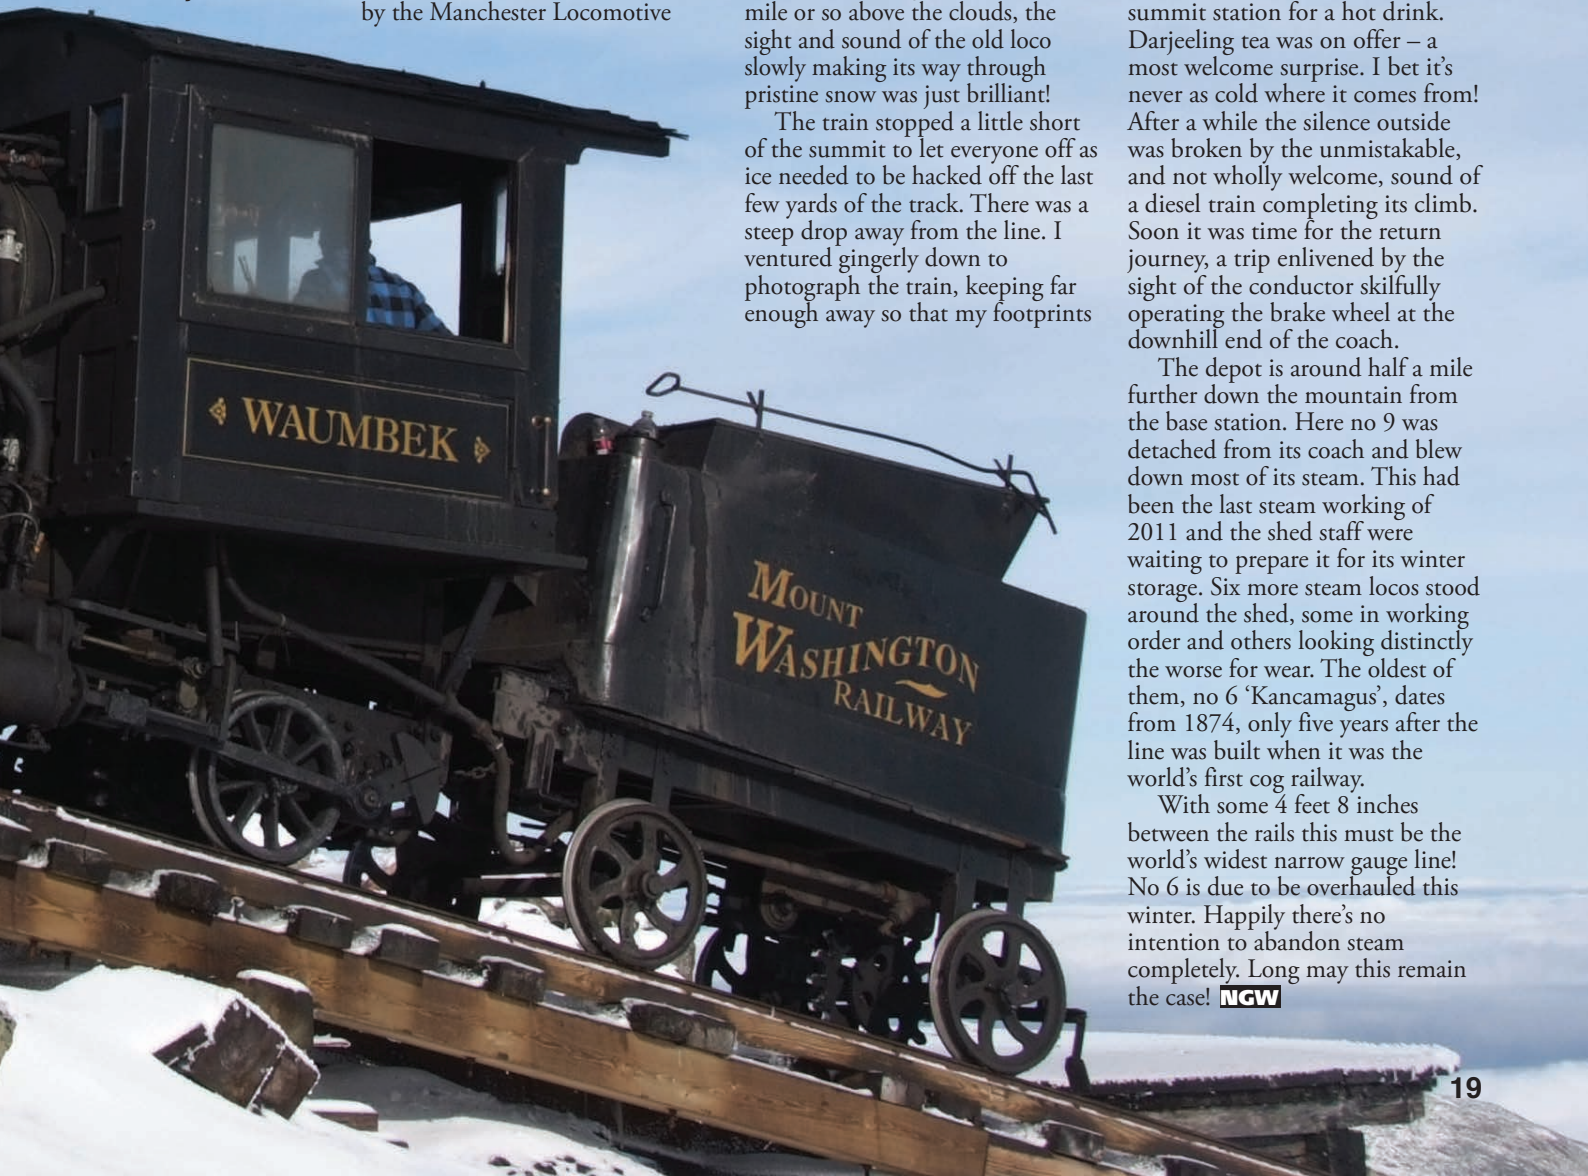 by the Manchester Locomotive
mile or so above the clouds, the
sight and sound of the old loco
slowly making its way through
pristine snow was just brilliant!
The train stopped a little short
of the summit to let everyone off as
ice needed to be hacked off the last
few yards of the track. There was a
steep drop away from the line. I
ventured gingerly down to
photograph the train, keeping far
enough away so that my footprints
summit station for a hot drink.
Darjeeling tea was on offer – a
most welcome surprise. I bet it’s
never as cold where it comes from!
After a while the silence outside
was broken by the unmistakable,
and not wholly welcome, sound of
a diesel train completing its climb.
Soon it was time for the return
journey, a trip enlivened by the
sight of the conductor skilfully
operating the brake wheel at the
downhill end of the coach.
The depot is around half a mile
further down the mountain from
the base station. Here no 9 was
detached from its coach and blew
down most of its steam. This had
been the last steam working of
2011 and the shed staff were
waiting to prepare it for its winter
storage. Six more steam locos stood
around the shed, some in working
order and others looking distinctly
the worse for wear. The oldest of
them, no 6 ‘Kancamagus’, dates
from 1874, only five years after the
line was built when it was the
world’s first cog railway.
With some 4 feet 8 inches
between the rails this must be the
world’s widest narrow gauge line!
No 6 is due to be overhauled this
winter. Happily there’s no
intention to abandon steam
completely. Long may this remain
the case! NGW
WAUMBEK
MOUNT
WASHINGTON
RAILWAY
19